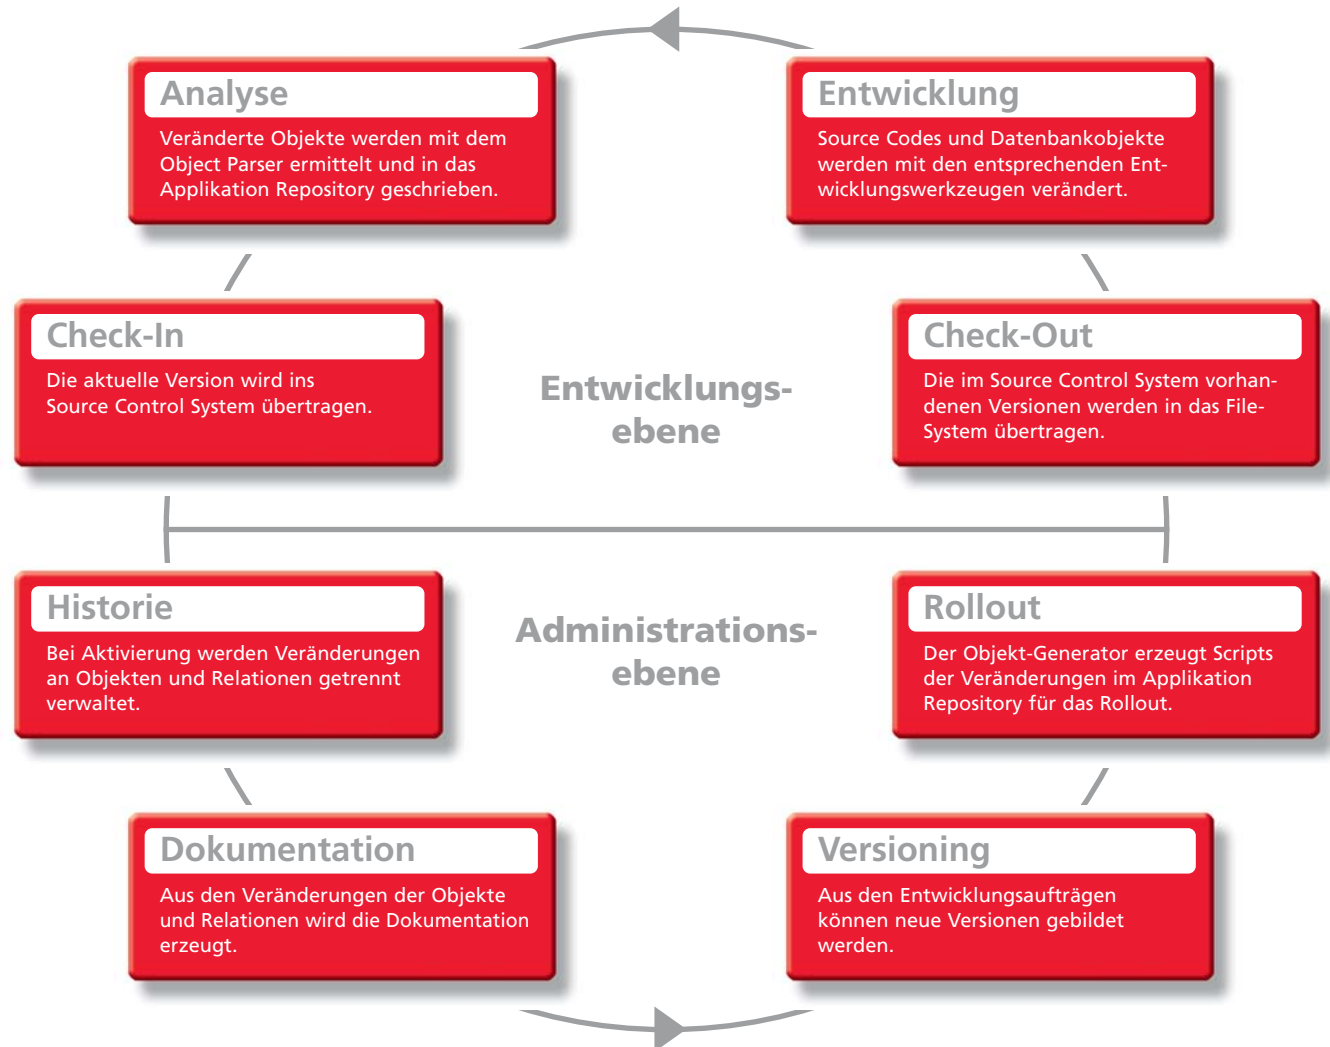 Analyse
Veränderte Objekte werden mit dem
Object Parser ermittelt und in das
Applikation Repository geschrieben.
Entwicklung
Source Codes und Datenbankobjekte
werden mit den entsprechenden Ent-
wicklungswerkzeugen verändert.
Check-In
Die aktuelle Version wird ins
Source Control System übertragen.
Entwicklungs-
ebene
Check-Out
Die im Source Control System vorhan-
denen Versionen werden in das File-
System übertragen.
Historie
Bei Aktivierung werden Veränderungen
an Objekten und Relationen getrennt
verwaltet.
Administrations-
ebene
Rollout
Der Objekt-Generator erzeugt Scripts
der Veränderungen im Applikation
Repository für das Rollout.
Dokumentation
Aus den Veränderungen der Objekte
und Relationen wird die Dokumentation
erzeugt.
Versioning
Aus den Entwicklungsaufträgen
können neue Versionen gebildet
werden.